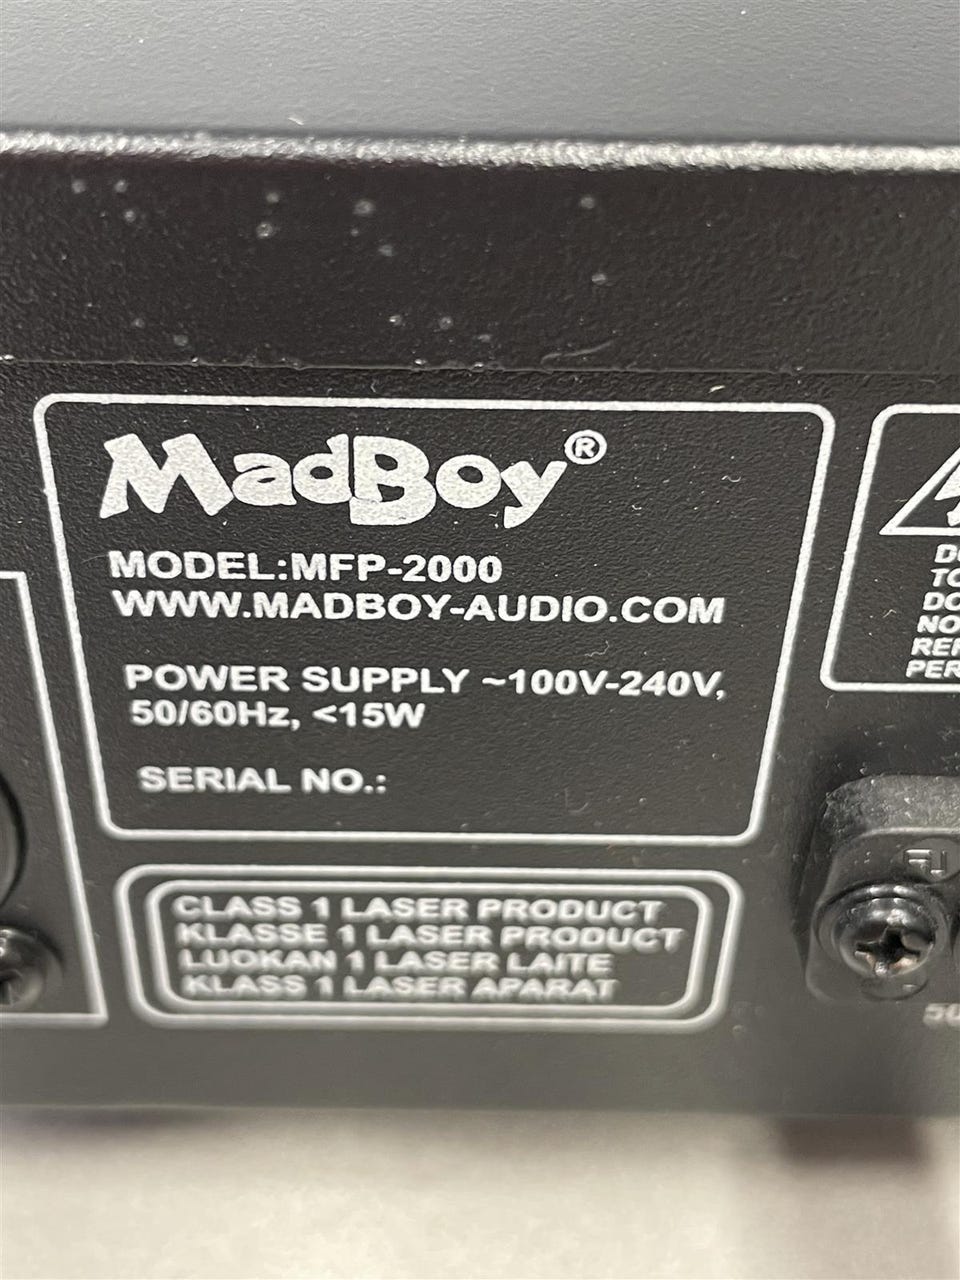 MadBoy®
MODEL:MFP-2000
WWW.MADBOY-AUDIO.COM
POWER SUPPLY ~100V-240V,
50/60Hz, <15W
SERIAL NO.:
CLASS 1 LASER PRODUCT
KLASSE 1 LASER PRODUCT
LUOKAN 1 LASER LAITE
KLASS 1 LASER APARAT